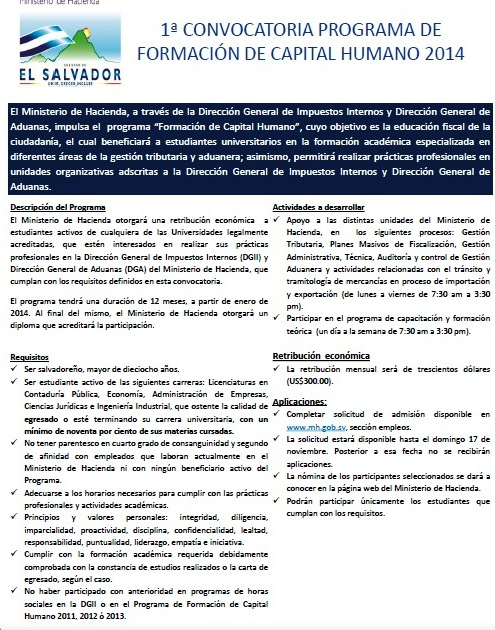 Ministerio de Hacienda
1ª CONVOCATORIA PROGRAMA DE
FORMACIÓN DE CAPITAL HUMANO 2014
GOBIERNO DE
EL SALVADOR
UNIR, CRECER, INCLUIR
El Ministerio de Hacienda, a través de la Dirección General de Impuestos Internos y Dirección General de
Aduanas, impulsa el programa “Formación de Capital Humano”, cuyo objetivo es la educación fiscal de la
ciudadanía, el cual beneficiará a estudiantes universitarios en la formación académica especializada en
diferentes áreas de la gestión tributaria y aduanera; asimismo, permitirá realizar prácticas profesionales en
unidades organizativas adscritas a la Dirección General de Impuestos Internos y Dirección General de
Aduanas.
Descripción del Programa
El Ministerio de Hacienda otorgará una retribución económica a
estudiantes activos de cualquiera de las Universidades legalmente
acreditadas, que estén interesados en realizar sus prácticas
profesionales en la Dirección General de Impuestos Internos (DGII) y
Dirección General de Aduanas (DGA) del Ministerio de Hacienda, que
cumplan con los requisitos definidos en esta convocatoria.
El programa tendrá una duración de 12 meses, a partir de enero de
2014. Al final del mismo, el Ministerio de Hacienda otorgará un
diploma que acreditará la participación.
Requisitos
✓ Ser salvadoreño, mayor de dieciocho años.
✓ Ser estudiante activo de las siguientes carreras: Licenciaturas en
Contaduría Pública, Economía, Administración de Empresas,
Ciencias Jurídicas e Ingeniería Industrial, que ostente la calidad de
egresado o esté terminando su carrera universitaria, con un
mínimo de noventa por ciento de sus materias cursadas.
✓ No tener parentesco en cuarto grado de consanguinidad y segundo
de afinidad con empleados que laboran actualmente en el
Ministerio de Hacienda ni con ningún beneficiario activo del
Programa.
✓ Adecuarse a los horarios necesarios para cumplir con las prácticas
profesionales y actividades académicas.
✓ Principios y valores personales: integridad, diligencia,
imparcialidad, proactividad, disciplina, confidencialidad, lealtad,
responsabilidad, puntualidad, liderazgo, empatía e iniciativa.
✓ Cumplir con la formación académica requerida debidamente
comprobada con la constancia de estudios realizados o la carta de
egresado, según el caso.
✓ No haber participado con anterioridad en programas de horas
sociales en la DGII o en el Programa de Formación de Capital
Humano 2011, 2012 ó 2013.
Actividades a desarrollar
✓ Apoyo a las distintas unidades del Ministerio de
Hacienda, en los siguientes procesos: Gestión
Tributaria, Planes Masivos de Fiscalización, Gestión
Administrativa, Técnica, Auditoría y control de Gestión
Aduanera y actividades relacionadas con el tránsito y
tramitología de mercancías en proceso de importación
y exportación (de lunes a viernes de 7:30 am a 3:30
pm).
✓ Participar en el programa de capacitación y formación
teórica (un día a la semana de 7:30 am a 3:30 pm).
Retribución económica
✓ La retribución mensual será de trescientos dólares
(US$300.00).
Aplicaciones:
✓ Completar solicitud de admisión disponible en
www.mh.gob.sv, sección empleos.
✓ La solicitud estará disponible hasta el domingo 17 de
noviembre. Posterior a esa fecha no se recibirán
aplicaciones.
✓ La nómina de los participantes seleccionados se dará a
conocer en la página web del Ministerio de Hacienda.
✓ Podrán participar únicamente los estudiantes que
cumplan con los requisitos.